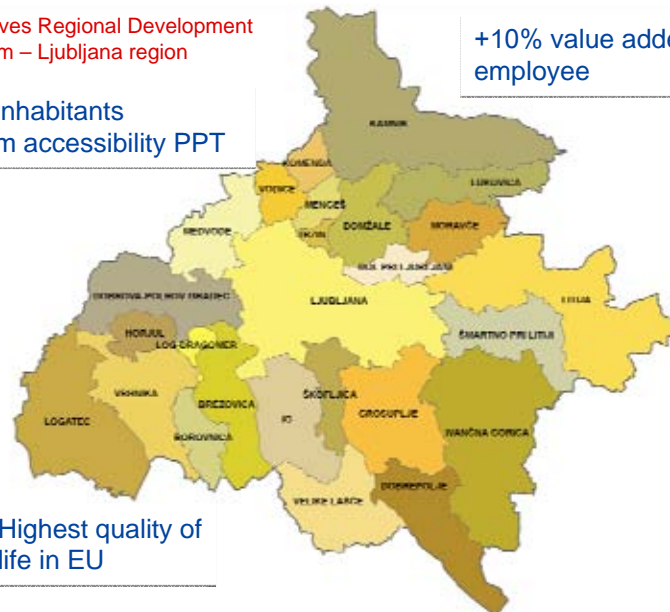 ves Regional Development
m – Ljubljana region
+10% value adde
employee
nhabitants
m accessibility PPT
KAMNIK
KOMENDA
LUKOVICA
VODICE
MENGEŠ
MEDVODE
TRZIN
DOMŽALE
MORAVČE
DOL PRI LJUBLJANI
DOBROVA-POLHOV GRADEC
LJUBLJANA
LITIJA
HORJUL
ŠMARTNO PRI LITIJI
LOG-DRAGOMER
VRHNIKA
ŠKOFLJICA
BREZOVICA
IG
GROSUPLJE
LOGATEC
IVANČNA GORICA
BOROVNICA
DOBREPOLJE
VELIKE LAŠČE
Highest quality of
life in EU